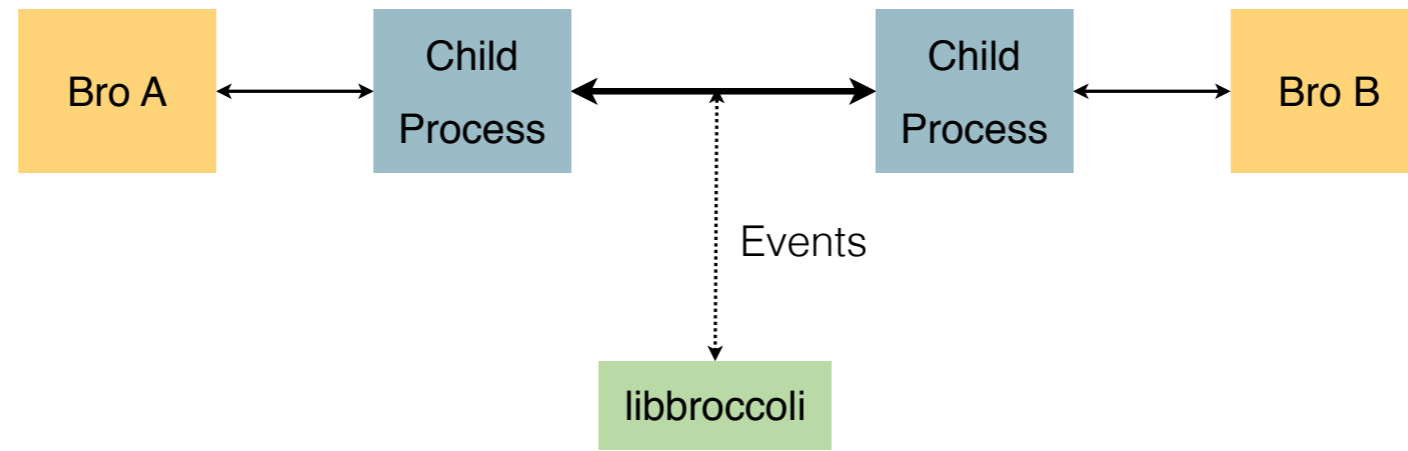 Bro A
Child
Process
Child
Process
Bro B
Events
libbroccoli